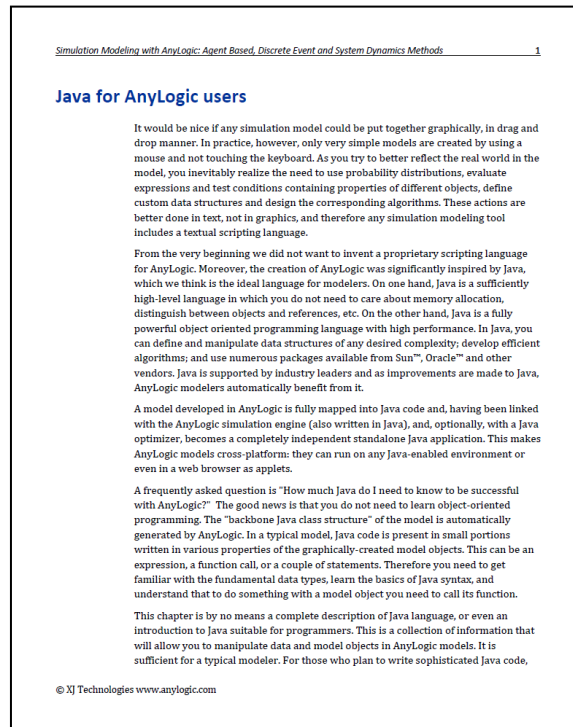 Simulation Modeling with AnyLogic: Agent Based, Discrete Event and System Dynamics Methods 1
Java for AnyLogic users
It would be nice if any simulation model could be put together graphically, in drag and
drop manner. In practice, however, only very simple models are created by using a
mouse and not touching the keyboard. As you try to better reflect the real world in the
model, you inevitably realize the need to use probability distributions, evaluate
expressions and test conditions containing properties of different objects, define
custom data structures and design the corresponding algorithms. These actions are
better done in text, not in graphics, and therefore any simulation modeling tool
includes a textual scripting language.
From the very beginning we did not want to invent a proprietary scripting language
for AnyLogic. Moreover, the creation of AnyLogic was significantly inspired by Java,
which we think is the ideal language for modelers. On one hand, Java is a sufficiently
high-level language in which you do not need to care about memory allocation,
distinguish between objects and references, etc. On the other hand, Java is a fully
powerful object oriented programming language with high performance. In Java, you
can define and manipulate data structures of any desired complexity; develop efficient
algorithms; and use numerous packages available from Sun™, Oracle™ and other
vendors. Java is supported by industry leaders and as improvements are made to Java,
AnyLogic modelers automatically benefit from it.
A model developed in AnyLogic is fully mapped into Java code and, having been linked
with the AnyLogic simulation engine (also written in Java), and, optionally, with a Java
optimizer, becomes a completely independent standalone Java application. This makes
AnyLogic models cross-platform: they can run on any Java-enabled environment or
even in a web browser as applets.
A frequently asked question is "How much Java do I need to know to be successful
with AnyLogic?" The good news is that you do not need to learn object-oriented
programming. The "backbone Java class structure" of the model is automatically
generated by AnyLogic. In a typical model, Java code is present in small portions
written in various properties of the graphically-created model objects. This can be an
expression, a function call, or a couple of statements. Therefore you need to get
familiar with the fundamental data types, learn the basics of Java syntax, and
understand that to do something with a model object you need to call its function.
This chapter is by no means a complete description of Java language, or even an
introduction to Java suitable for programmers. This is a collection of information that
will allow you to manipulate data and model objects in AnyLogic models. It is
sufficient for a typical modeler. For those who plan to write sophisticated Java code,
© XJ Technologies www.anylogic.com